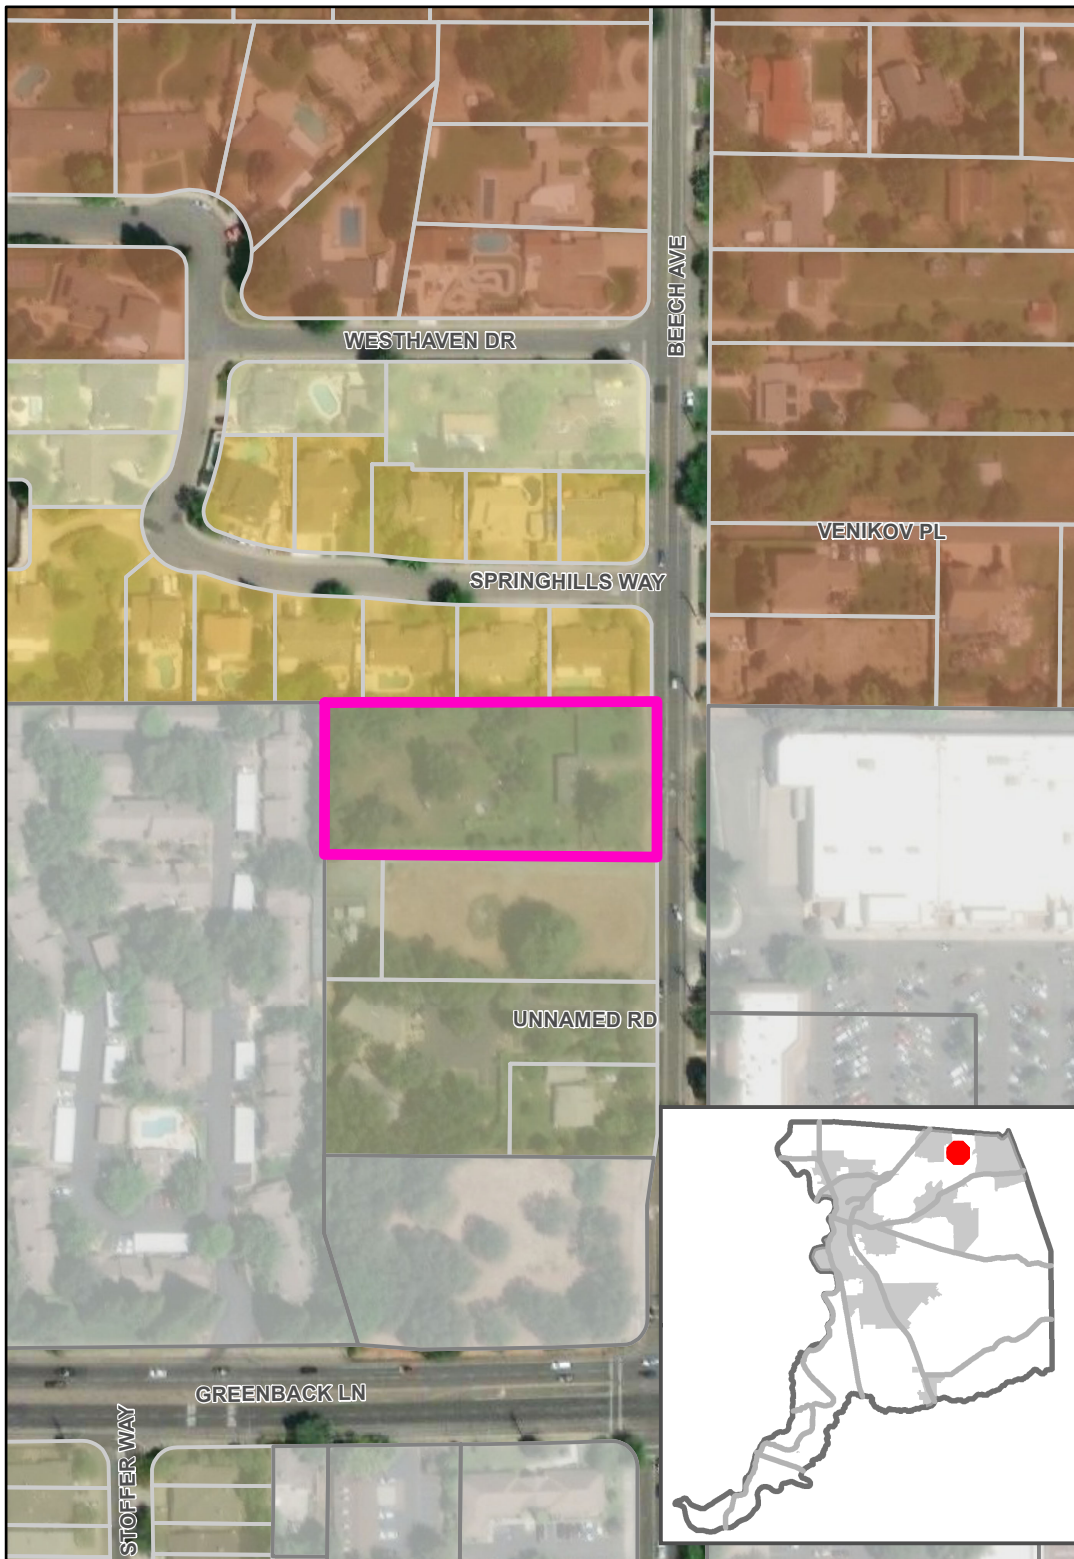 BEECH AVE
WESTHAVEN DR
VENIKOV PL
SPRINGHILLS WAY
UNNAMED RD
GREENBACK LN
STOFFER WAY